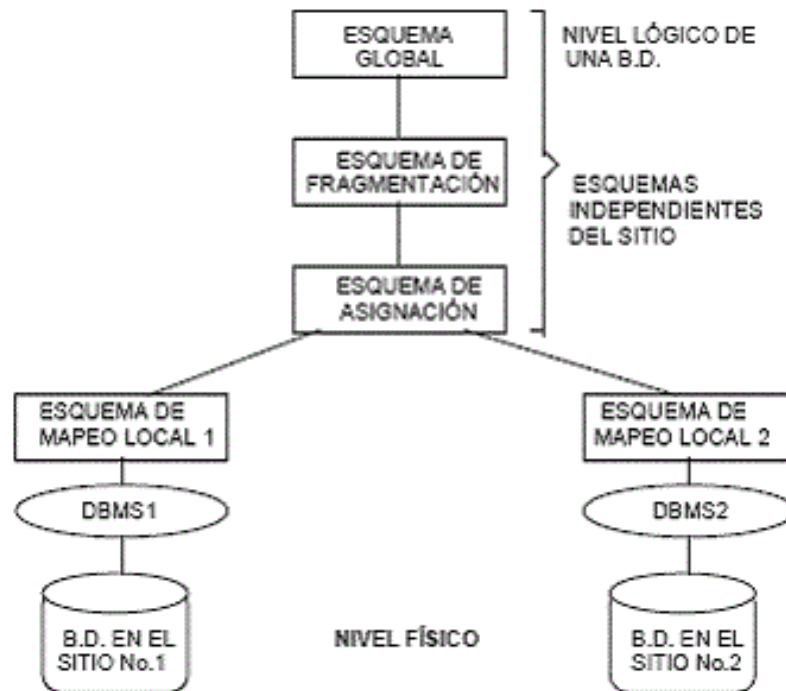 ESQUEMA
GLOBAL
NIVEL LÓGICO DE
UNA B.D.
ESQUEMA DE
FRAGMENTACIÓN
ESQUEMAS
INDEPENDIENTES
DEL SITIO
ESQUEMA DE
ASIGNACIÓN
ESQUEMA DE
MAPEO LOCAL 1
ESQUEMA DE
MAPEO LOCAL 2
DBMS1
DBMS2
B.D. EN EL
SITIO No.1
NIVEL FÍSICO
B.D. EN EL
SITIO No.2